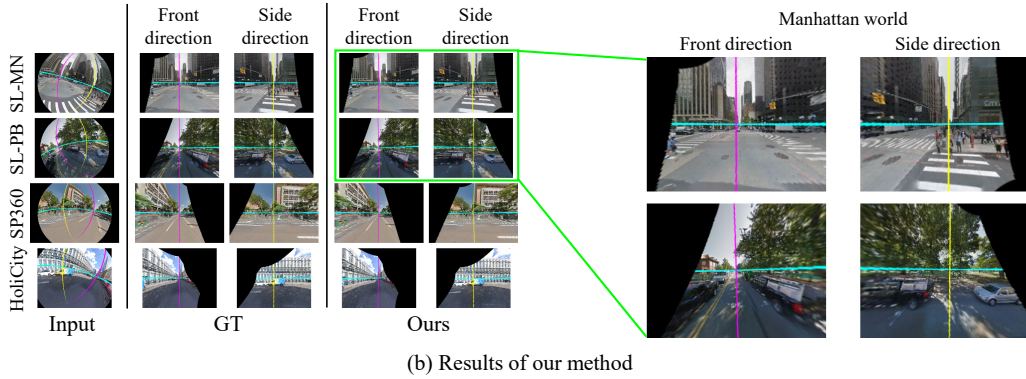 Front direction
Side direction
Front direction
Side direction
Manhattan world
Front direction
Side direction
SL-MN
SL-PB
SP360
HoliCity
Input
GT
Ours
(b) Results of our method